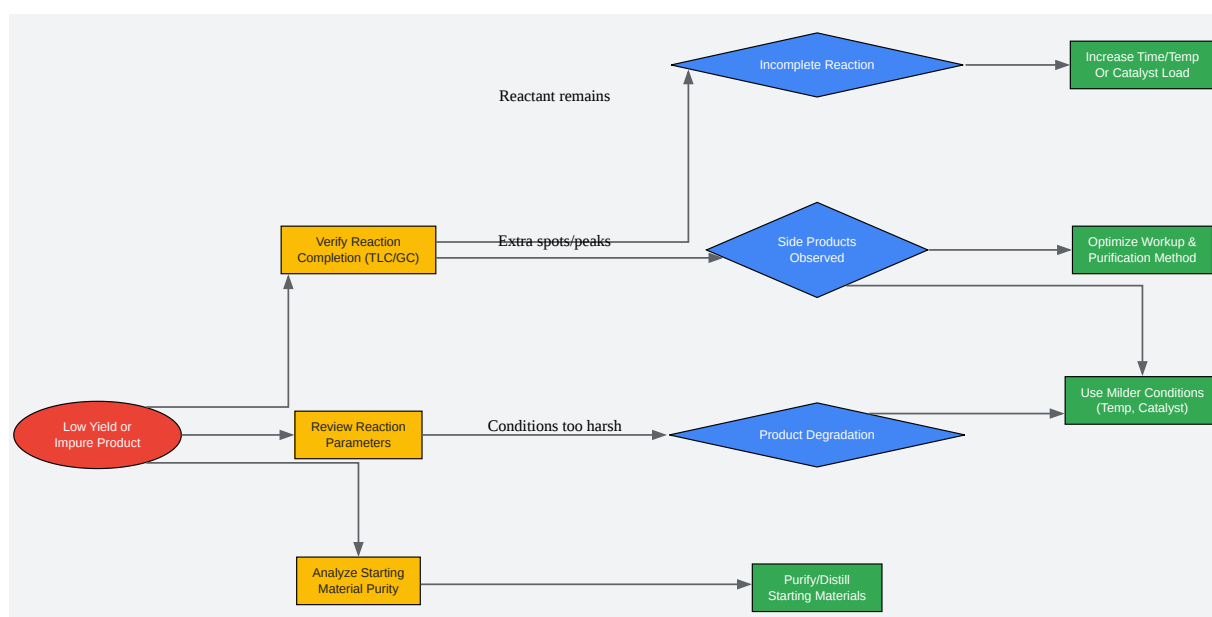 Incomplete Reaction
Increase Time/Temp
Or Catalyst Load
Reactant remains
Verify Reaction
Completion (TLC/GC)
Extra spots/peaks
Side Products
Observed
Optimize Workup &
Purification Method
Use Milder Conditions
(Temp, Catalyst)
Low Yield or
Impure Product
Review Reaction
Parameters
Conditions too harsh
Product Degradation
Analyze Starting
Material Purity
Purify/Distill
Starting Materials